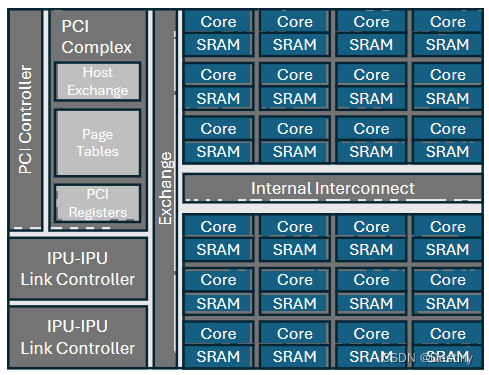 PCI Controller
PCI
Complex
Host
Exchange
Page
Tables
PCI
Registers
IPU-IPU
Link Controller
IPU-IPU
Link Controller
Exchange
Core Core Core Core
SRAM SRAM SRAM SRAM
Core Core Core Core
SRAM SRAM SRAM SRAM
Core Core Core Core
SRAM SRAM SRAM SRAM
Internal Interconnect
Core Core Core Core
SRAM SRAM SRAM SRAM
Core Core Core Core
SRAM SRAM SRAM SRAM
Core Core Core Core
SRAM SRAM SRAM SRAM